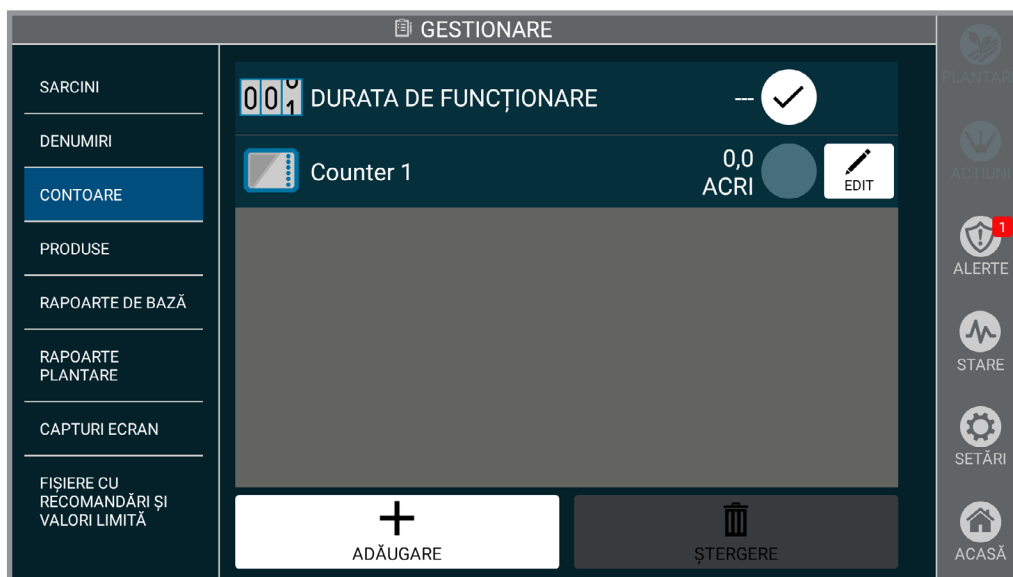 GESTIONARE
SARCINI
DENUMIRI
CONTOARE
PRODUSE
RAPOARTE DE BAZĂ
RAPOARTE
PLANTARE
CAPTURI ECRAN
FIȘIERE CU
RECOMANDĂRI ȘI
VALORI LIMITĂ
001 DURATA DE FUNCȚIONARE ---
Counter 1
0,0
ACRI
EDIT
ADĂUGARE
ȘTERGERE
PLANTARE
ACȚIUNI
1
ALERTE
STARE
SETĂRI
ACASĂ